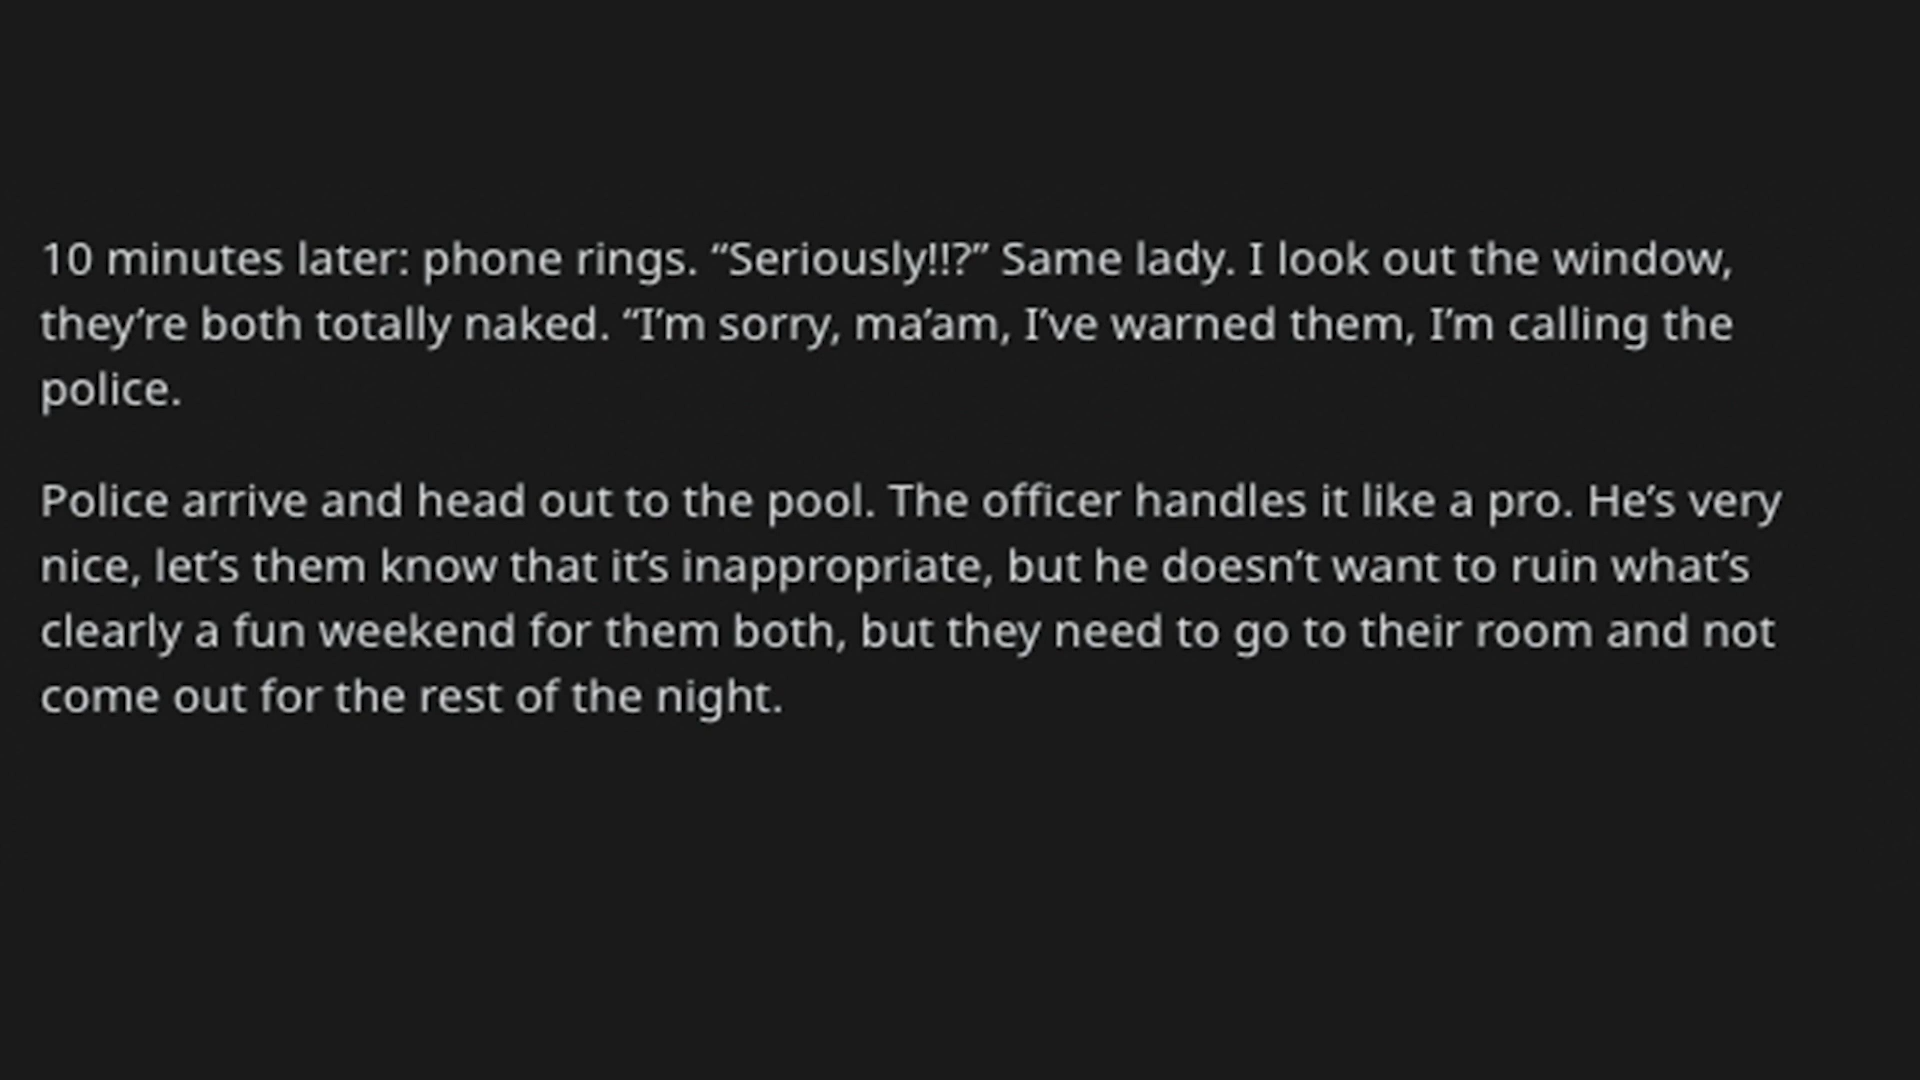 10 minutes later: phone rings. “Seriously!!?” Same lady. I look out the window,
they’re both totally naked. “I’m sorry, ma’am, I’ve warned them, I’m calling the
police.
Police arrive and head out to the pool. The officer handles it like a pro. He’s very
nice, let’s them know that it’s inappropriate, but he doesn’t want to ruin what’s
clearly a fun weekend for them both, but they need to go to their room and not
come out for the rest of the night.